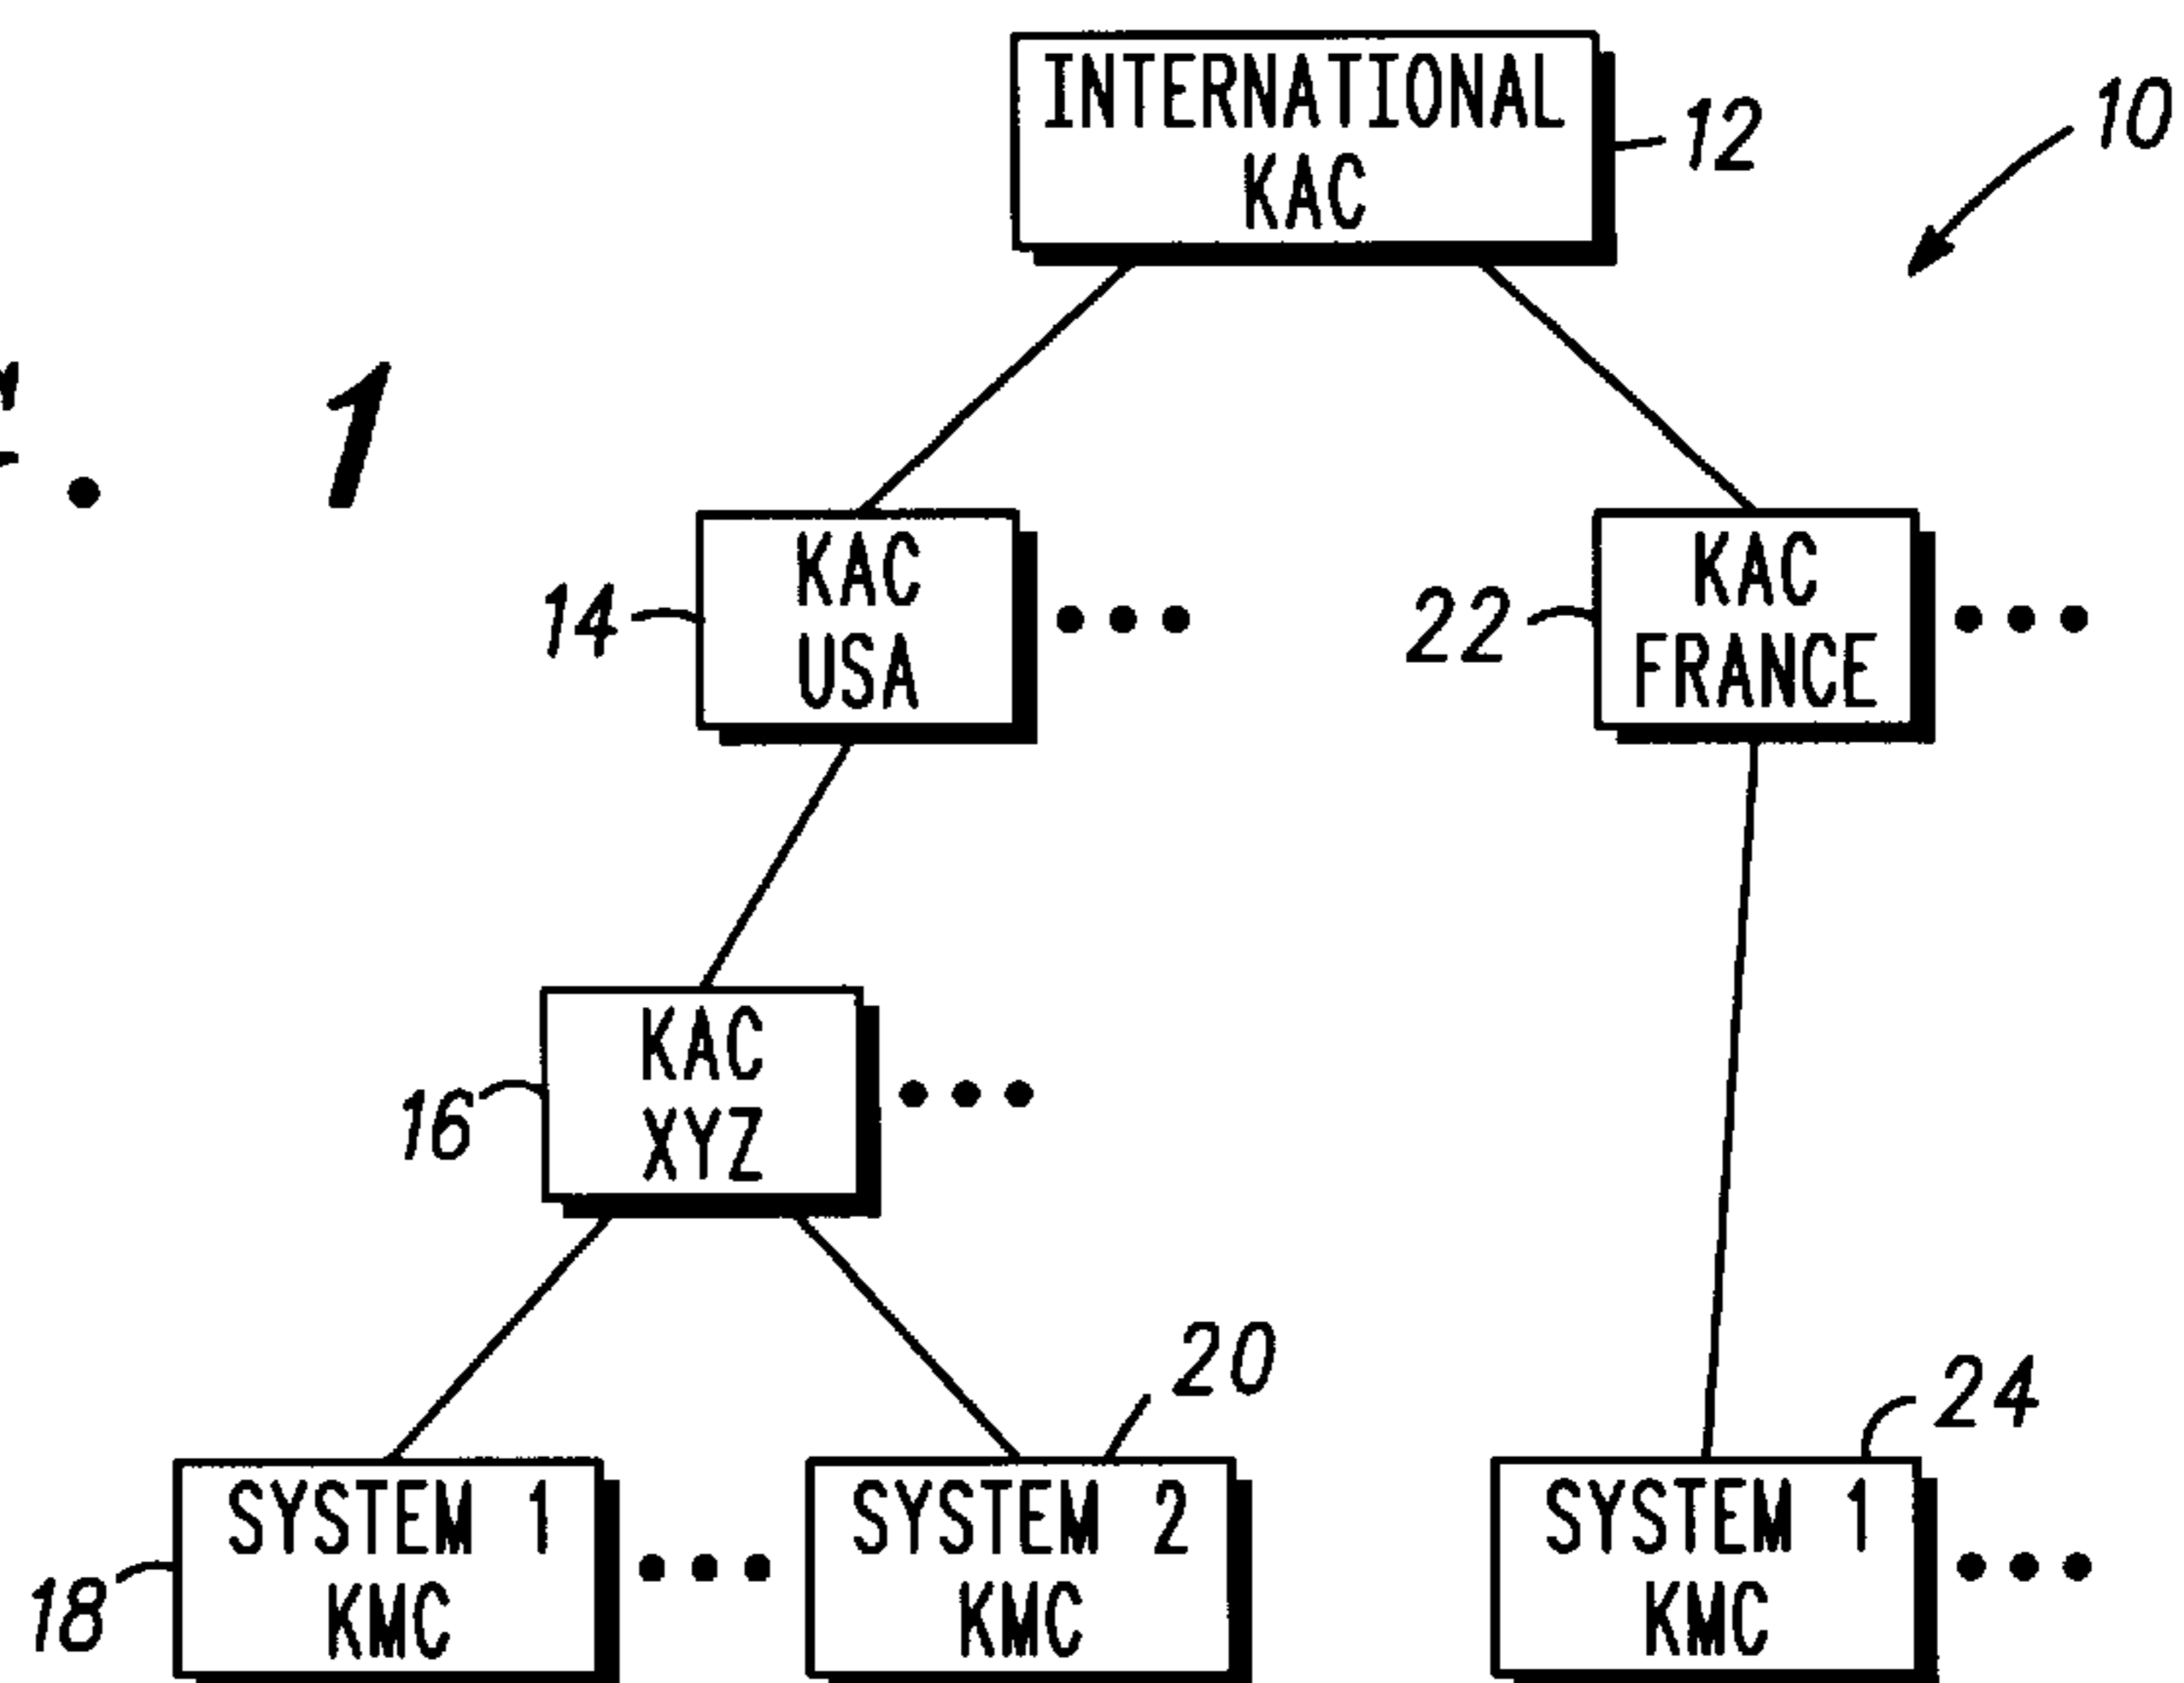 INTERNATIONAL
KAC
12
10
1
KAC
USA
14
KAC
FRANCE
22
KAC
XYZ
16
20
24
SYSTEM 1
KMC
18
SYSTEM 2
KMC
SYSTEM 1
KMC